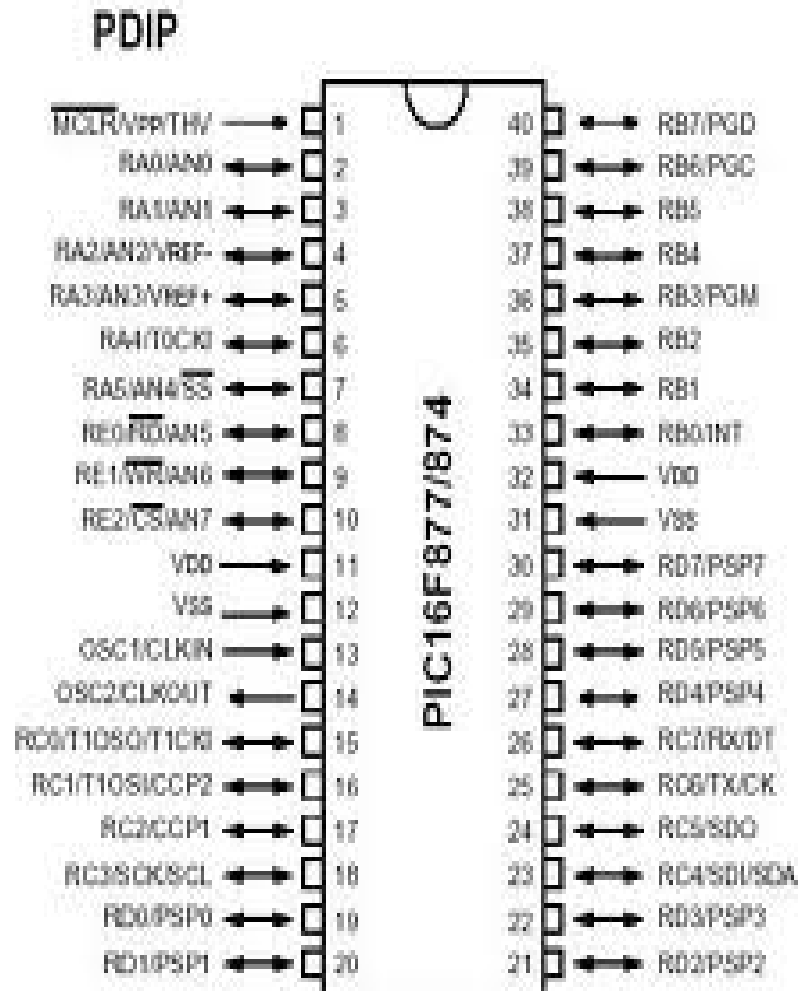 PDIP
MCLR/VPP/THV 1 40 RB7/PGD
RA0/AN0 2 39 RB6/PGC
RA1/AN1 3 38 RB5
RA2/AN2/VREF- 4 37 RB4
RA3/AN3/VREF+ 5 36 RB3/PGM
RA4/T0CKI 6 35 RB2
RA5/AN4/SS 7 34 RB1
RE0/RD/AN5 8 33 RB0/INT
RE1/WR/AN6 9 32 VDD
RE2/CS/AN7 10 31 VSS
VDD 11 30 RD7/PSP7
VSS 12 29 RD6/PSP6
OSC1/CLKIN 13 28 RD5/PSP5
OSC2/CLKOUT 14 27 RD4/PSP4
RC0/T1OSO/T1CKI 15 26 RC7/RX/DT
RC1/T1OSI/CCP2 16 25 RC6/TX/CK
RC2/CCP1 17 24 RC5/SDO
RC3/SCK/SCL 18 23 RC4/SDI/SDA
RD0/PSP0 19 22 RD3/PSP3
RD1/PSP1 20 21 RD2/PSP2
PIC16F877/874